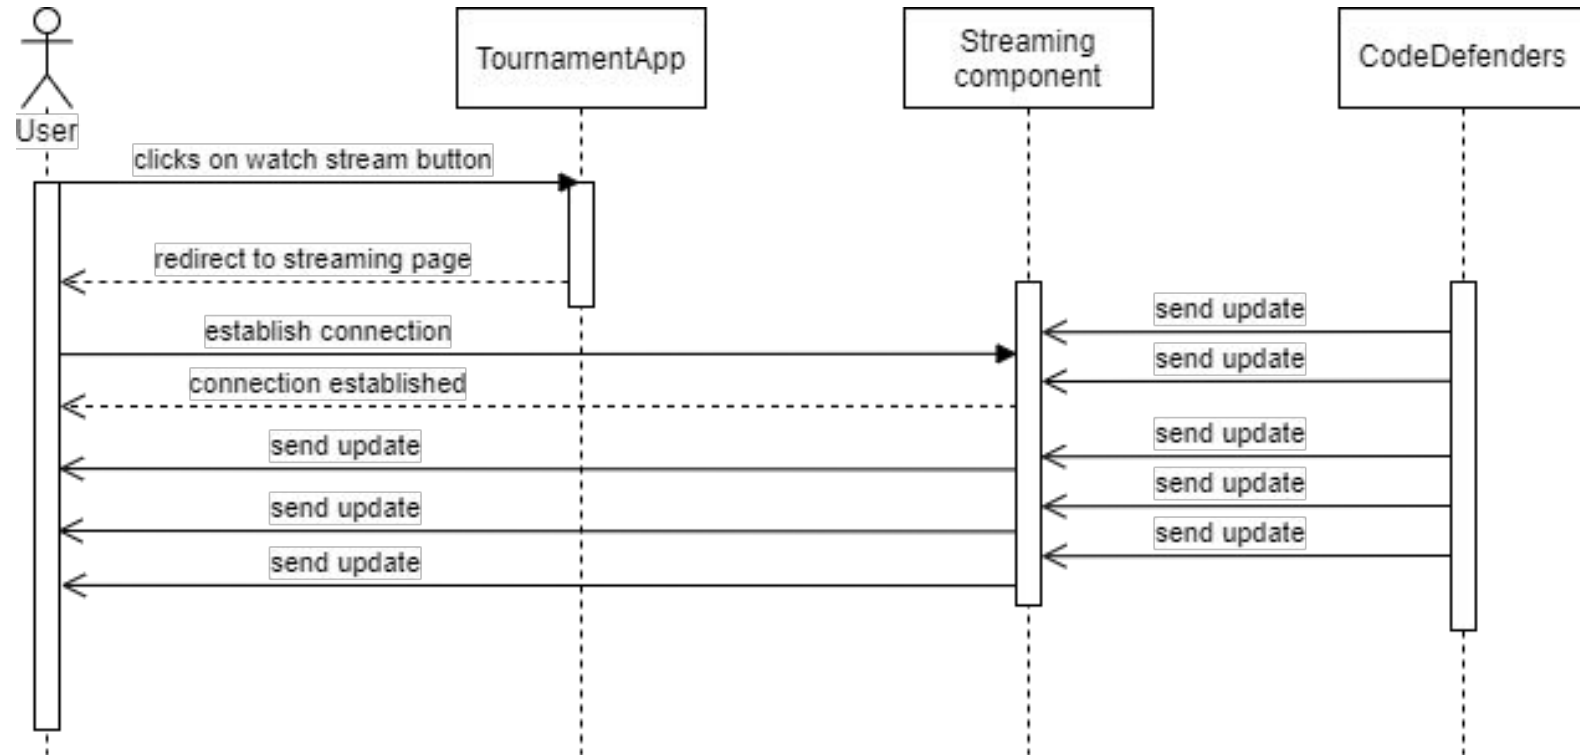 TournamentApp
Streaming
component
CodeDefenders
User
clicks on watch stream button
redirect to streaming page
send update
establish connection
send update
connection established
send update
send update
send update
send update
send update
send update